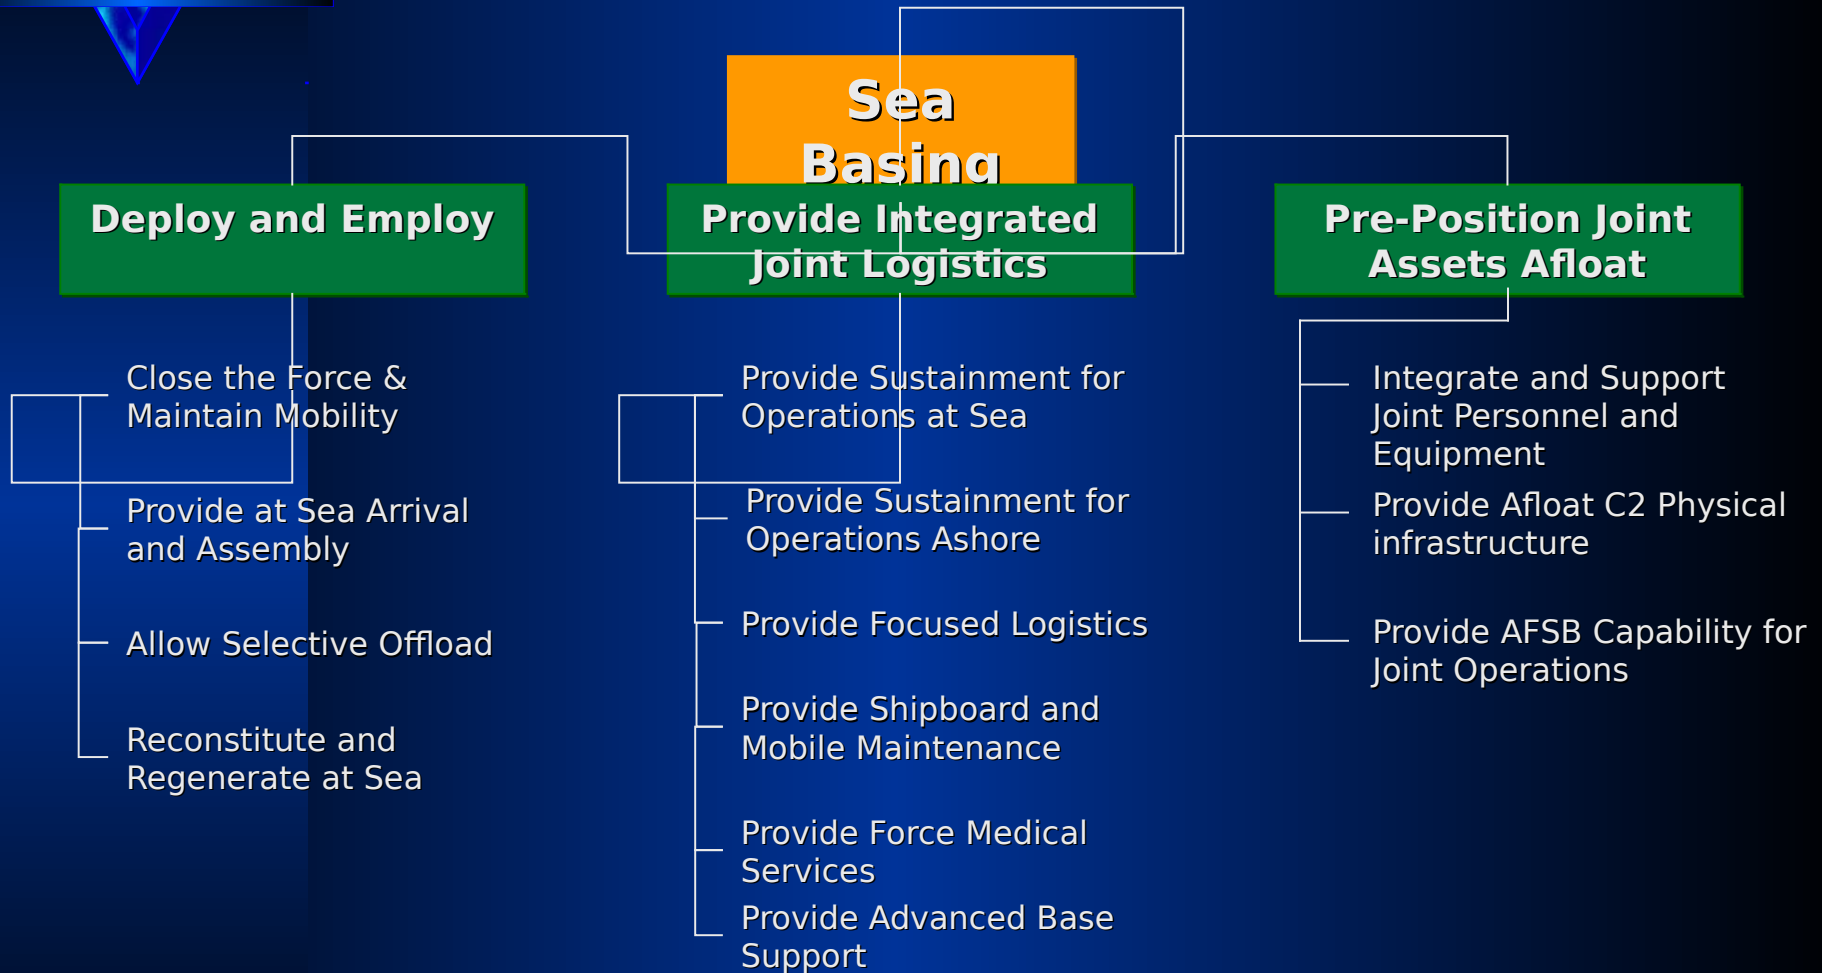 Sea
Basing
Deploy and Employ
Close the Force &
Maintain Mobility
Provide at Sea Arrival
and Assembly
Allow Selective Offload
Reconstitute and
Regenerate at Sea
Provide Integrated
Joint Logistics
Provide Sustainment for
Operations at Sea
Provide Sustainment for
Operations Ashore
Provide Focused Logistics
Provide Shipboard and
Mobile Maintenance
Provide Force Medical
Services
Provide Advanced Base
Support
Pre-Position Joint
Assets Afloat
Integrate and Support
Joint Personnel and
Equipment
Provide Afloat C2 Physical
infrastructure
Provide AFSB Capability for
Joint Operations